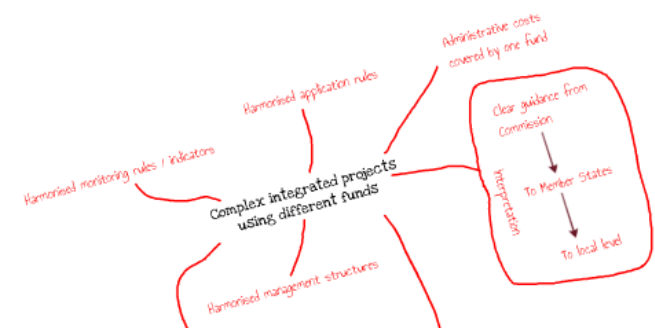 Administrative costs
covered by one fund
Harmonised application rules
Clear guidance from
Commission
Harmonised monitoring rules / indicators
Complex integrated projects
using different funds
Interpretation
To Member States
To local level
Harmonised management structures